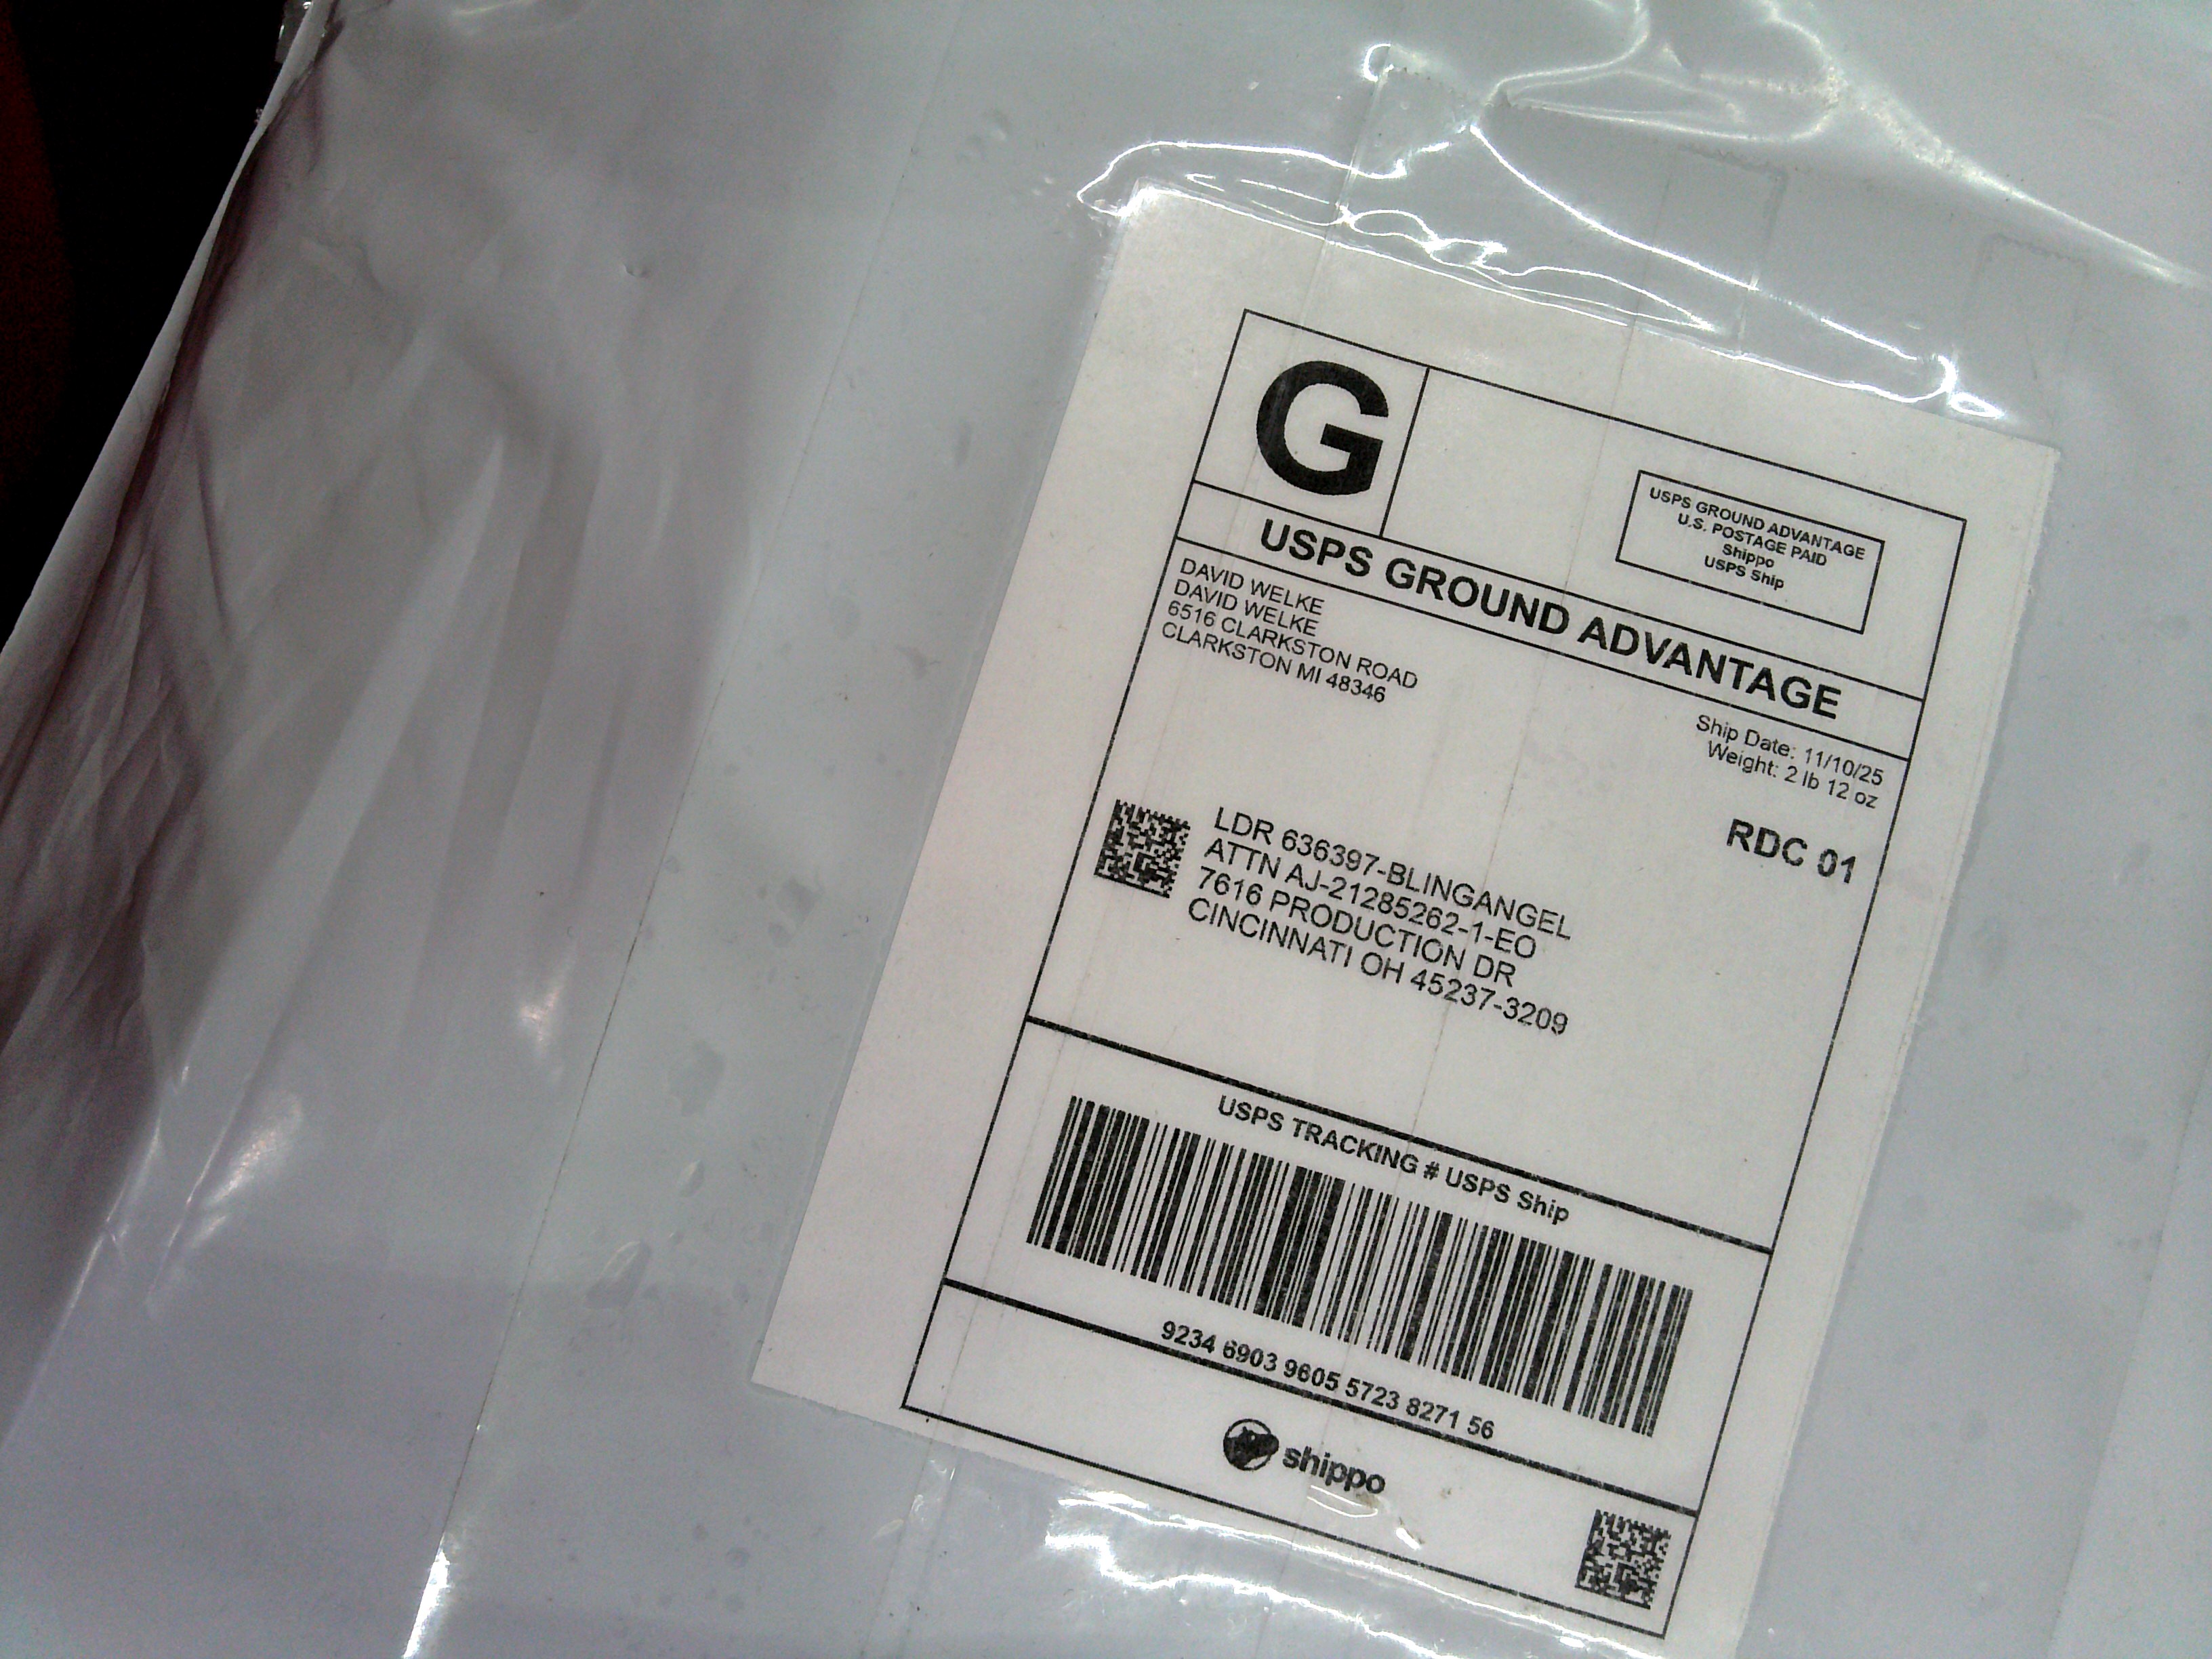 G
USPS GROUND ADVANTAGE
U.S. POSTAGE PAID
Shippo
USPS Ship
USPS GROUND ADVANTAGE
DAVID WELKE
DAVID WELKE
6516 CLARKSTON ROAD
CLARKSTON MI 48346
Ship Date: 11/10/25
Weight: 2 lb 12 oz
RDC 01
LDR 636397-BLINGANGEL
ATTN AJ-21285262-1-EO
7616 PRODUCTION DR
CINCINNATI OH 45237-3209
USPS TRACKING # USPS Ship
9234 6903 9605 5723 8271 56
shippo